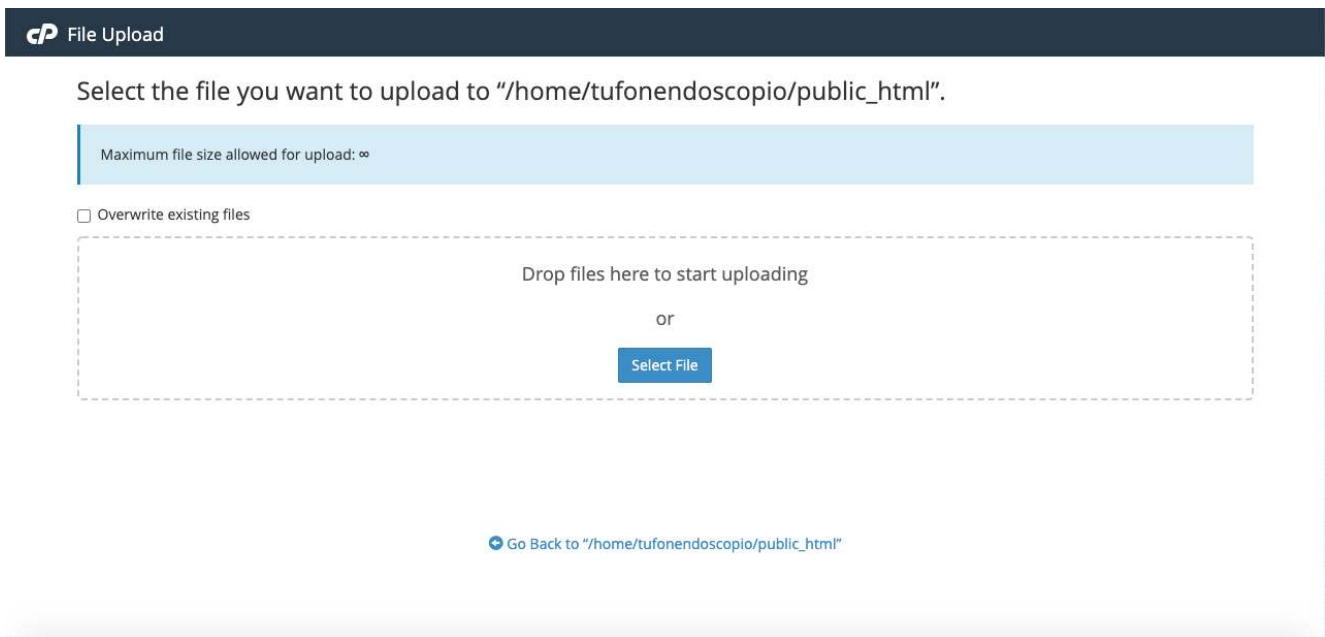 cP File Upload
Select the file you want to upload to “/home/tufonendoscopio/public_html”.
Maximum file size allowed for upload: ∞
Overwrite existing files
Drop files here to start uploading
or
Select File
Go Back to “/home/tufonendoscopio/public_html”